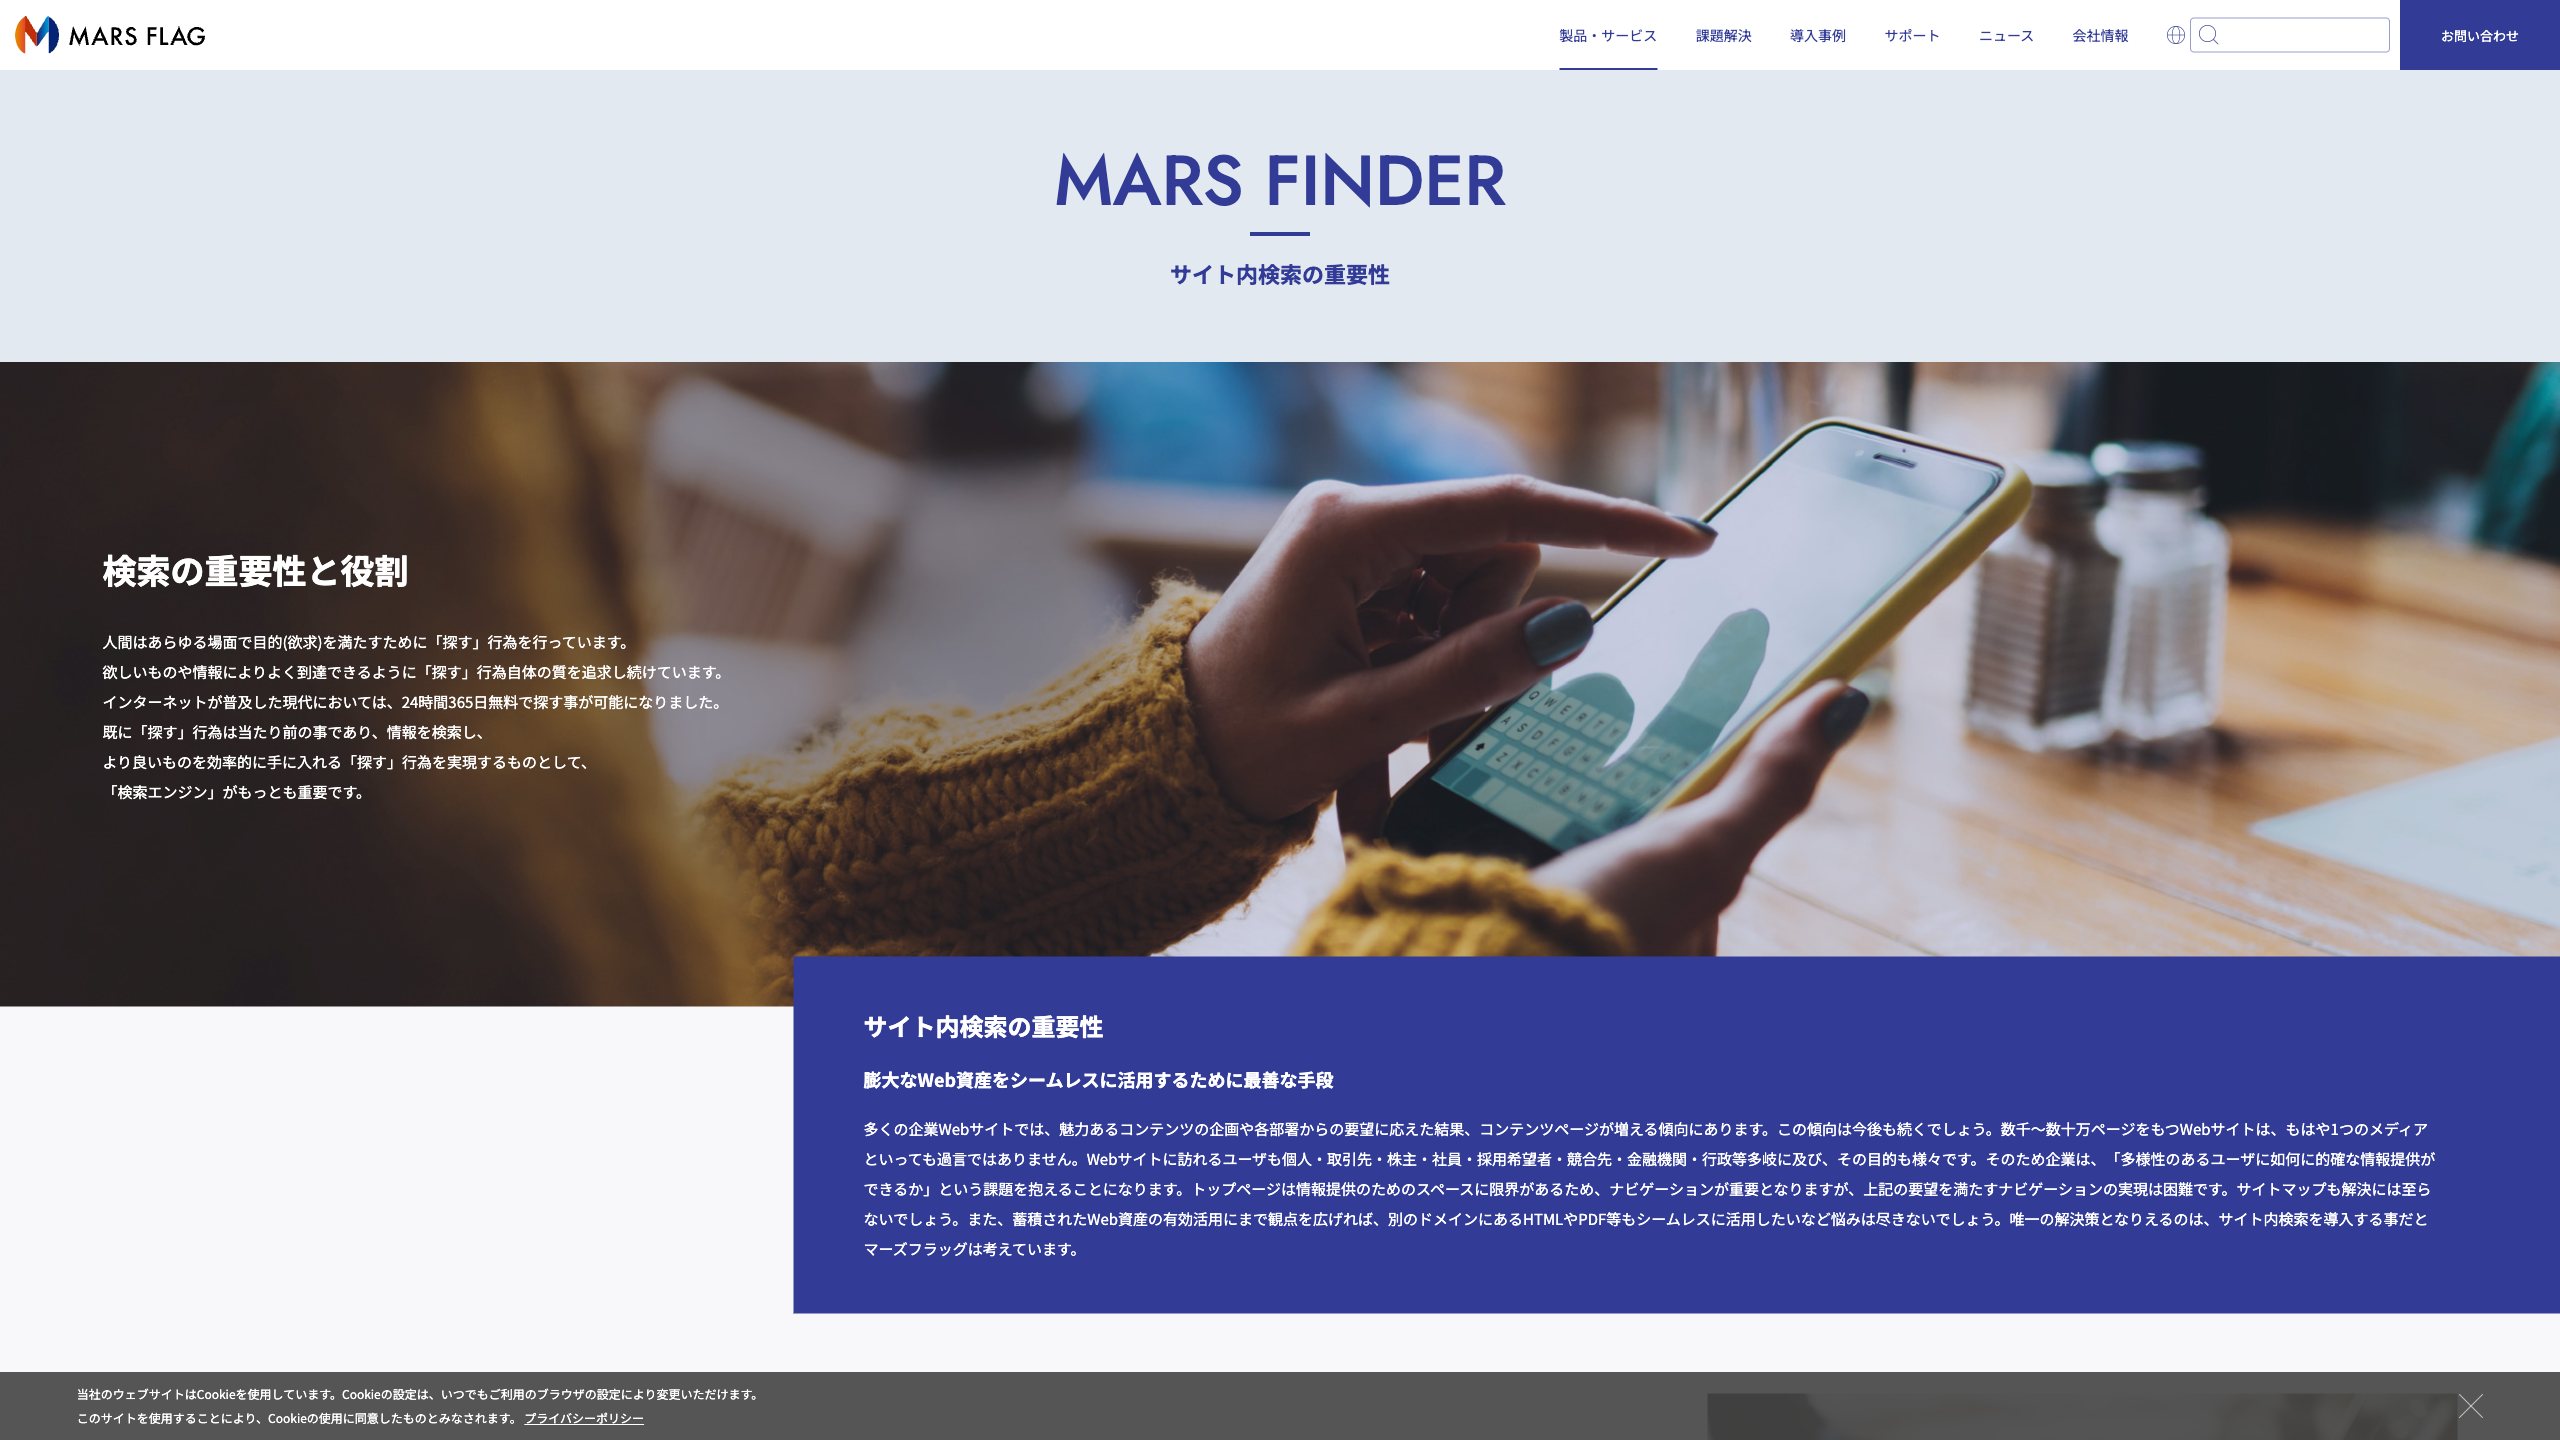 MARS FLAG
製品・サービス
課題解決
導入事例
サポート
ニュース
会社情報
お問い合わせ
MARS FINDER
サイト内検索の重要性
検索の重要性と役割
人間はあらゆる場面で目的(欲求)を満たすために「探す」行為を行っています。
欲しいものや情報によりよく到達できるように「探す」行為自体の質を追求し続けています。
インターネットが普及した現代においては、24時間365日無料で探す事が可能になりました。
既に「探す」行為は当たり前の事であり、情報を検索し、
より良いものを効率的に手に入れる「探す」行為を実現するものとして、
「検索エンジン」がもっとも重要です。
QWERTY
ASDFG
ZXCVB
サイト内検索の重要性
膨大なWeb資産をシームレスに活用するために最善な手段
多くの企業Webサイトでは、魅力あるコンテンツの企画や各部署からの要望に応えた結果、コンテンツページが増える傾向にあります。この傾向は今後も続くでしょう。数千〜数十万ページをもつWebサイトは、もはや1つのメディア
といっても過言ではありません。Webサイトに訪れるユーザも個人・取引先・株主・社員・採用希望者・競合先・金融機関・行政等多岐に及び、その目的も様々です。そのため企業は、「多様性のあるユーザに如何に的確な情報提供が
できるか」という課題を抱えることになります。トップページは情報提供のためのスペースに限界があるため、ナビゲーションが重要となりますが、上記の要望を満たすナビゲーションの実現は困難です。サイトマップも解決には至ら
ないでしょう。また、蓄積されたWeb資産の有効活用にまで観点を広げれば、別のドメインにあるHTMLやPDF等もシームレスに活用したいなど悩みは尽きないでしょう。唯一の解決策となりえるのは、サイト内検索を導入する事だと
マーズフラッグは考えています。
当社のウェブサイトはCookieを使用しています。Cookieの設定は、いつでもご利用のブラウザの設定により変更いただけます。
このサイトを使用することにより、Cookieの使用に同意したものとみなされます。 プライバシーポリシー